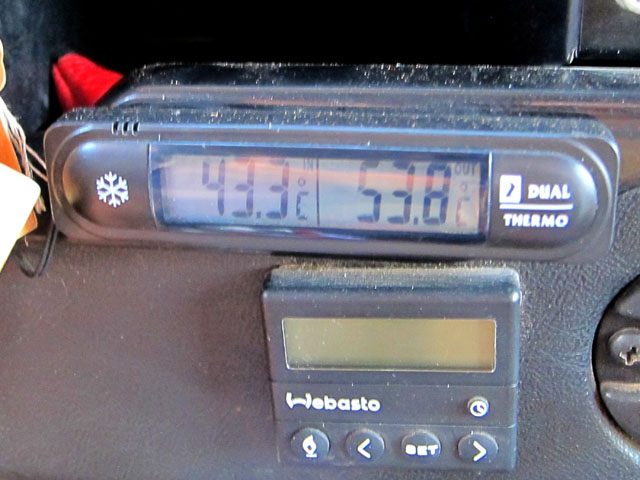 IN OUT
43.3 °C 53.8 °C
DUAL
THERMO
Webasto
< SET >